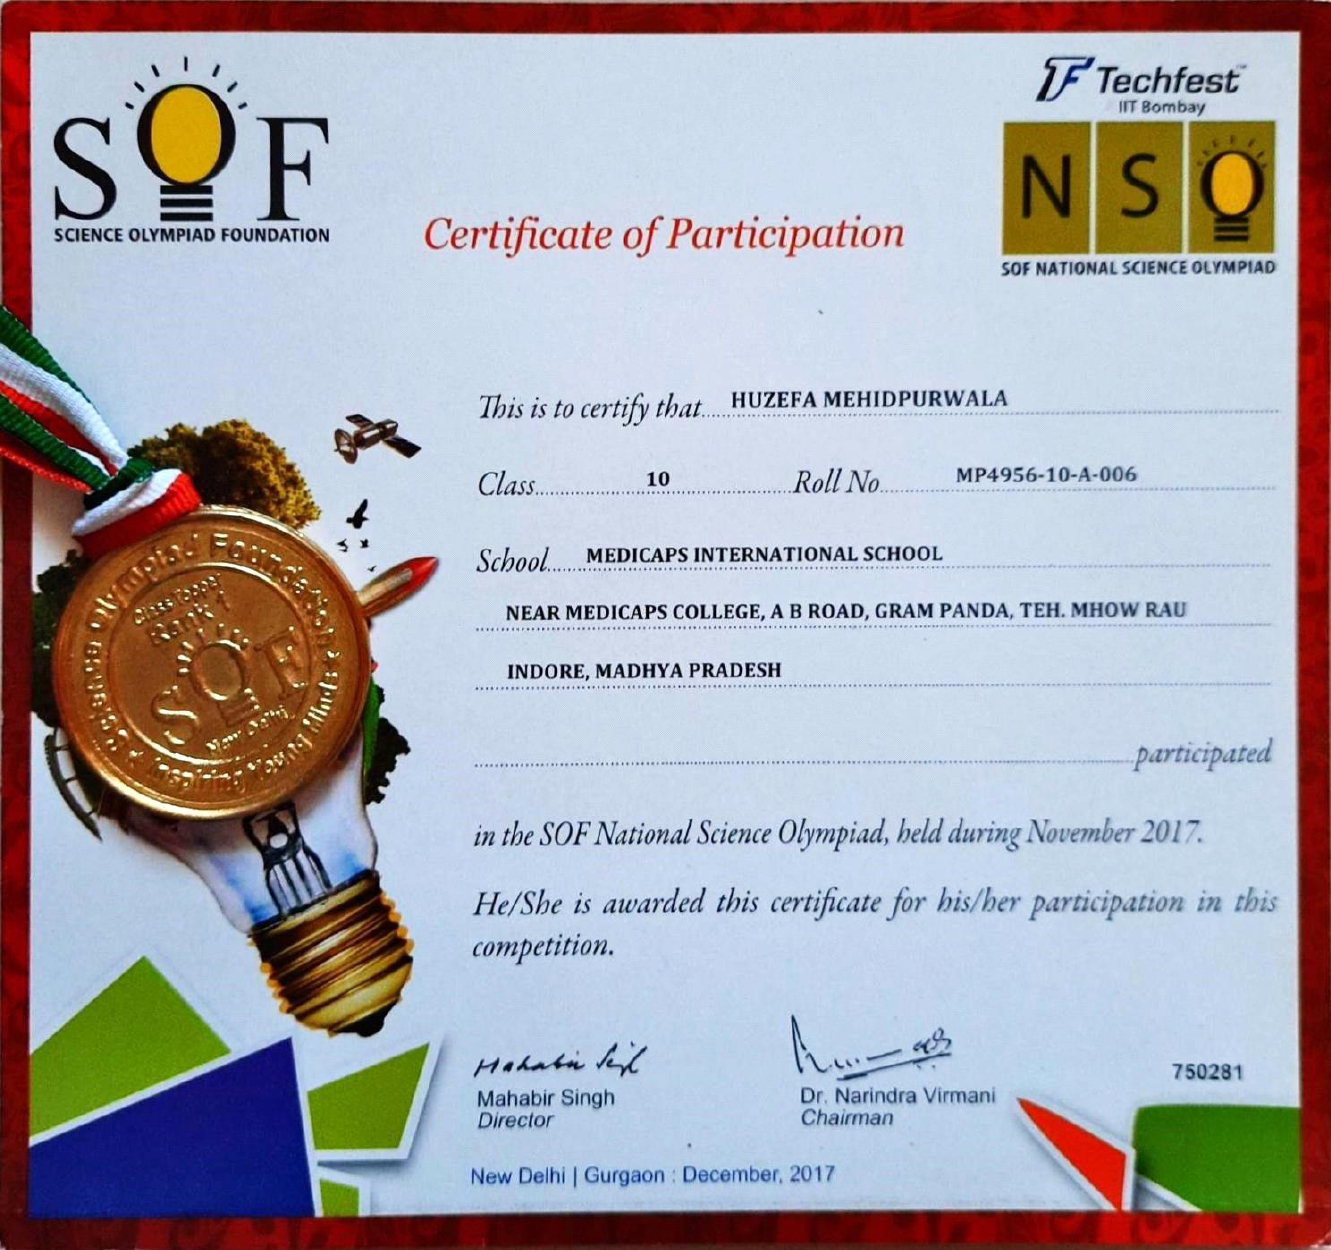 SOF
SCIENCE OLYMPIAD FOUNDATION
TF Techfest™
IIT Bombay
NSO
SOF NATIONAL SCIENCE OLYMPIAD
Certificate of Participation
This is to certify that HUZEFA MEHIDPURWALA
Class 10 Roll No MP4956-10-A-006
School MEDICAPS INTERNATIONAL SCHOOL
NEAR MEDICAPS COLLEGE, A B ROAD, GRAM PANDA, TEH. MHOW RAU
INDORE, MADHYA PRADESH
participated
in the SOF National Science Olympiad, held during November 2017.
He/She is awarded this certificate for his/her participation in this
competition.
Science Olympiad Foundation
Class Topper
Rank 1
SOF
New Delhi
Inspiring Young Minds
Mahabir Singh
Mahabir Singh
Director
Dr. Narindra Virmani
Chairman
750281
New Delhi | Gurgaon : December, 2017